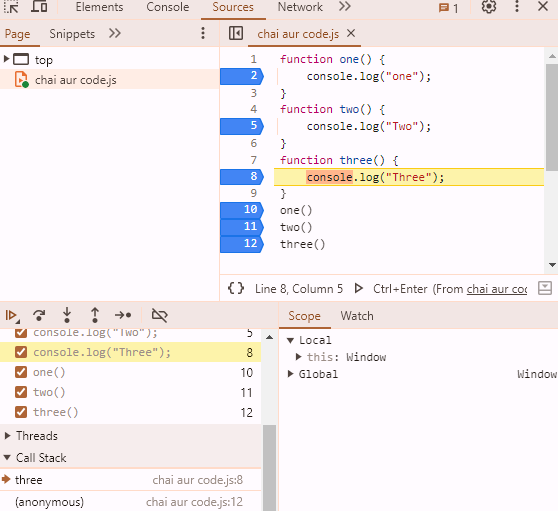 Elements Console Sources Network 1
Page Snippets
chai aur code.js
top
chai aur code.js
1 function one() {
2 console.log("one");
3 }
4 function two() {
5 console.log("Two");
6 }
7 function three() {
8 console.log("Three");
9 }
10 one()
11 two()
12 three()
{} Line 8, Column 5 Ctrl+Enter (From chai aur coc
console.log("Two"); 5
console.log("Three"); 8
one() 10
two() 11
three() 12
Threads
Call Stack
three chai aur code.js:8
(anonymous) chai aur code.js:12
Scope Watch
Local
this: Window
Global Window